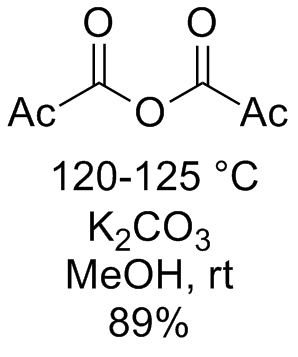 O O
Ac O Ac
120-125 °C
K₂CO₃
MeOH, rt
89%